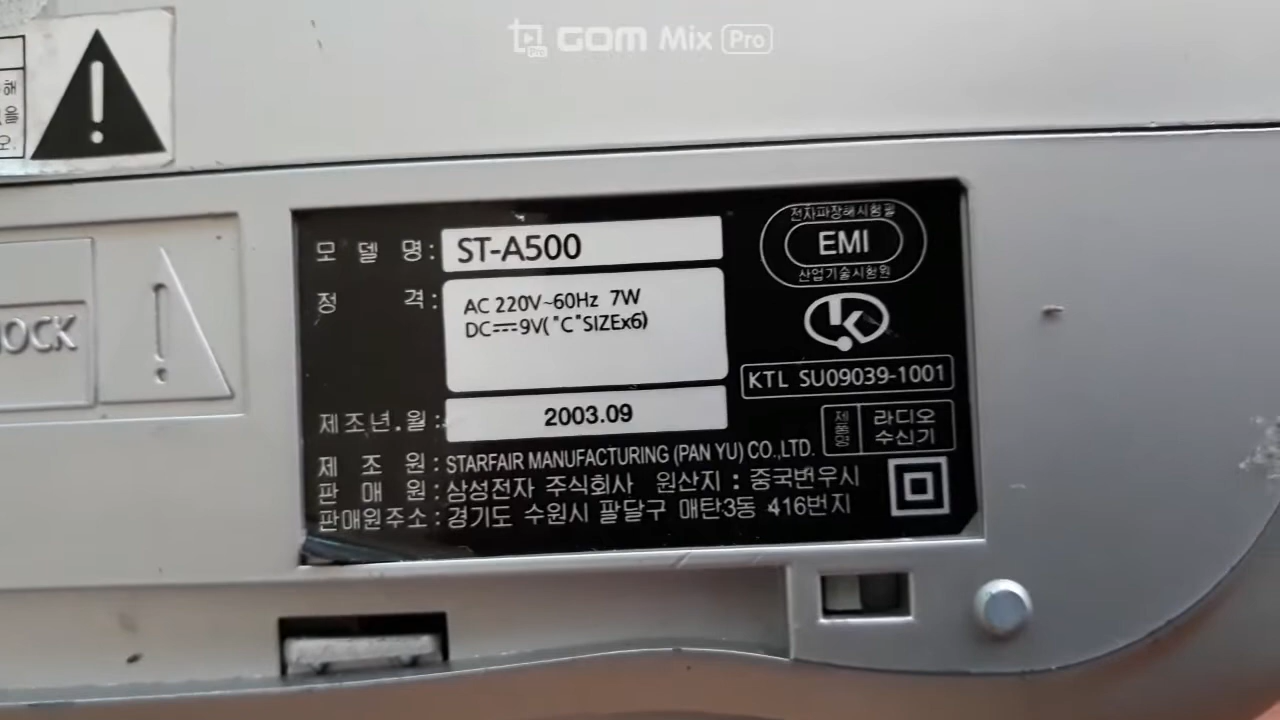 Pro GOM Mix Pro
해
을
오.
OCK
모 델 명 : ST-A500
정 격 : AC 220V~60Hz 7W
DC⎓9V("C"SIZEx6)
제조년.월 : 2003.09
제 조 원 : STARFAIR MANUFACTURING (PAN YU) CO.,LTD.
판 매 원 : 삼성전자 주식회사 원산지 : 중국번우시
판매원주소 : 경기도 수원시 팔달구 매탄3동 416번지
전자파장해시험필
EMI
산업기술시험원
KTL SU09039-1001
제품명 라디오
수신기